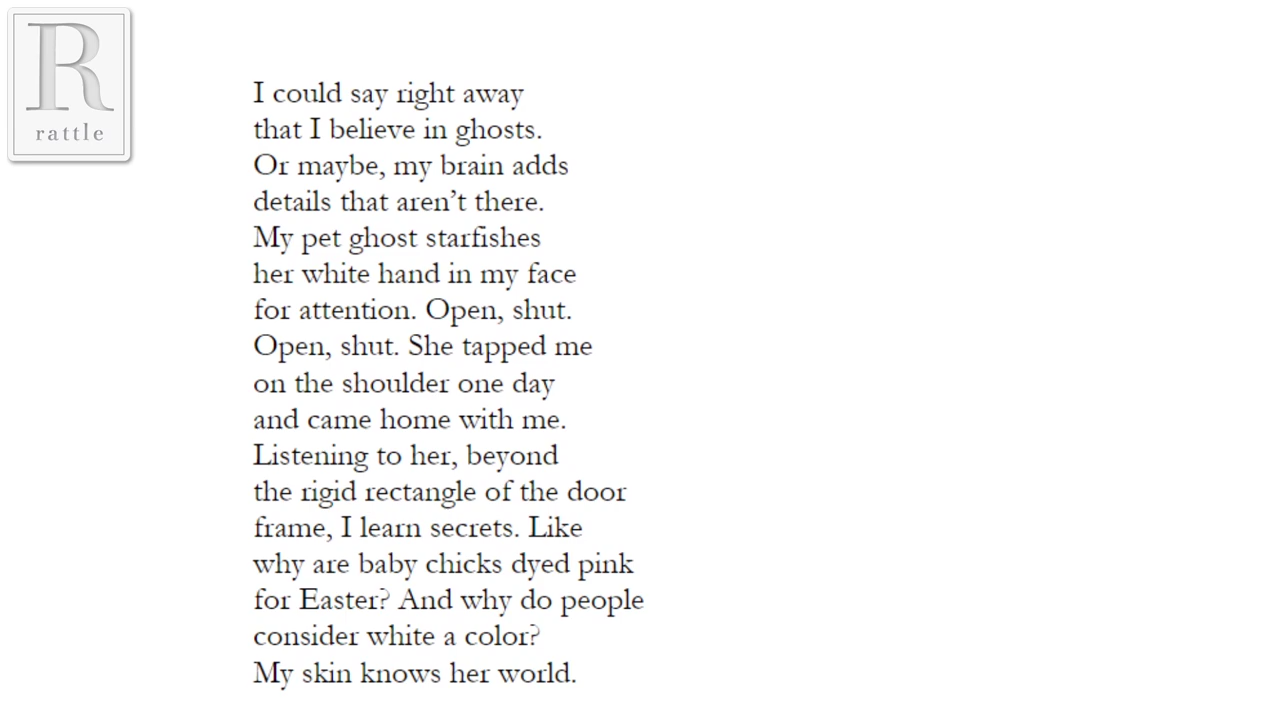 R
rattle
I could say right away
that I believe in ghosts.
Or maybe, my brain adds
details that aren’t there.
My pet ghost starfishes
her white hand in my face
for attention. Open, shut.
Open, shut. She tapped me
on the shoulder one day
and came home with me.
Listening to her, beyond
the rigid rectangle of the door
frame, I learn secrets. Like
why are baby chicks dyed pink
for Easter? And why do people
consider white a color?
My skin knows her world.